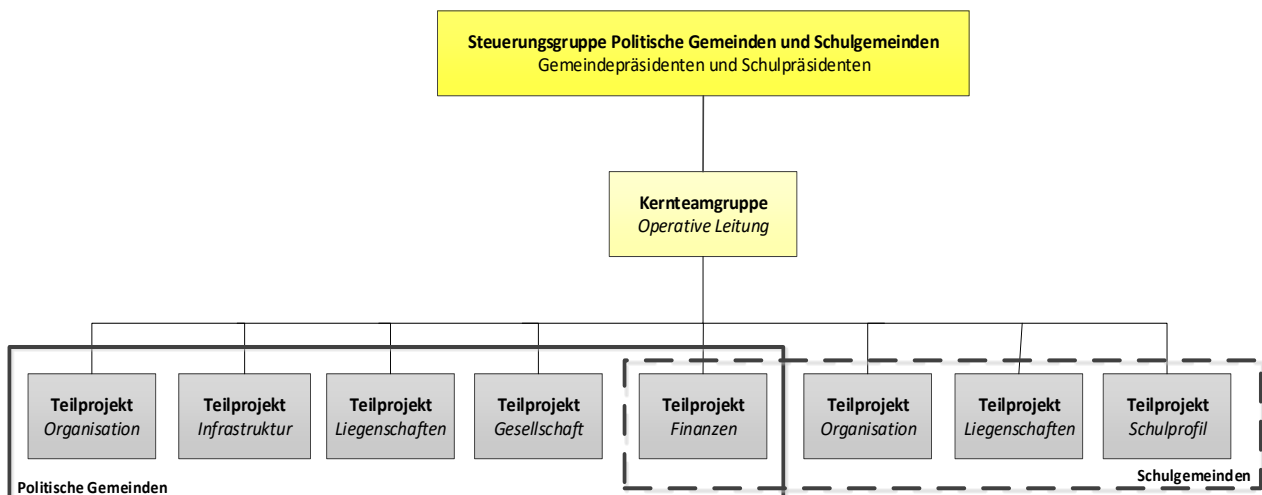 Steuerungsgruppe Politische Gemeinden und Schulgemeinden
Gemeindepräsidenten und Schulpräsidenten
Kernteamgruppe
Operative Leitung
Teilprojekt
Organisation
Teilprojekt
Infrastruktur
Teilprojekt
Liegenschaften
Teilprojekt
Gesellschaft
Teilprojekt
Finanzen
Teilprojekt
Organisation
Teilprojekt
Liegenschaften
Teilprojekt
Schulprofil
Politische Gemeinden
Schulgemeinden